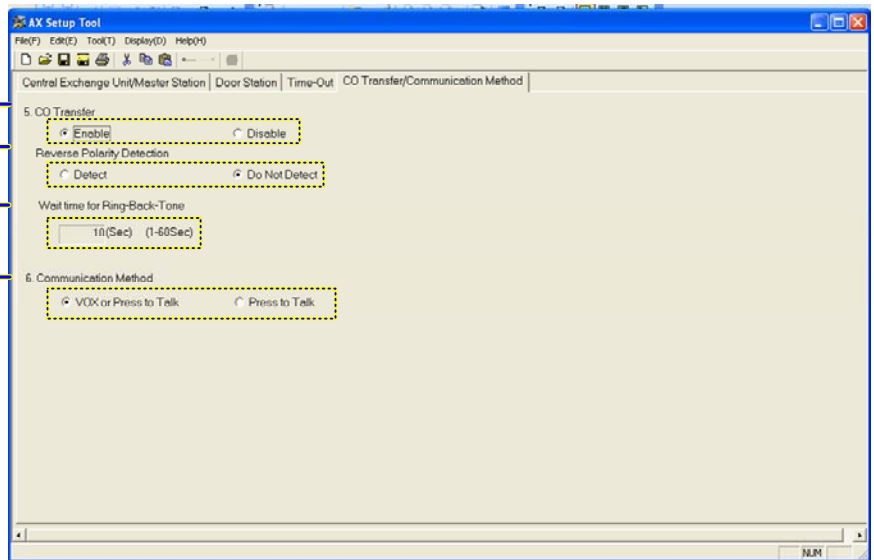 AX Setup Tool
File(F) Edit(E) Tool(T) Display(D) Help(H)
Central Exchange Unit/Master Station Door Station Time-Out CO Transfer/Communication Method
5. CO Transfer
Enable Disable
Reverse Polarity Detection
Detect Do Not Detect
Wait time for Ring-Back-Tone
10(Sec) (1-60Sec)
6. Communication Method
VOX or Press to Talk Press to Talk
NUM